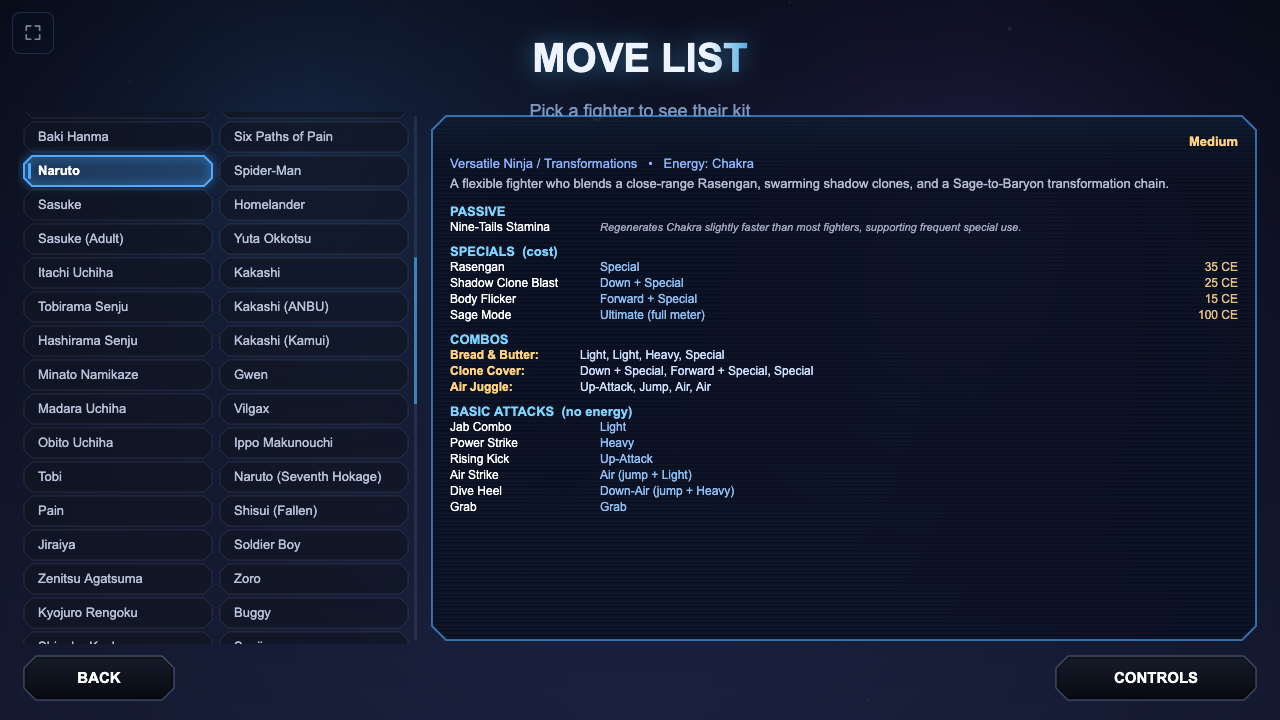 MOVE LIST
Pick a fighter to see their kit
Baki Hanma
Six Paths of Pain
Naruto
Spider-Man
Sasuke
Homelander
Sasuke (Adult)
Yuta Okkotsu
Itachi Uchiha
Kakashi
Tobirama Senju
Kakashi (ANBU)
Hashirama Senju
Kakashi (Kamui)
Minato Namikaze
Gwen
Madara Uchiha
Vilgax
Obito Uchiha
Ippo Makunouchi
Tobi
Naruto (Seventh Hokage)
Pain
Shisui (Fallen)
Jiraiya
Soldier Boy
Zenitsu Agatsuma
Zoro
Kyojuro Rengoku
Buggy
Medium
Versatile Ninja / Transformations • Energy: Chakra
A flexible fighter who blends a close-range Rasengan, swarming shadow clones, and a Sage-to-Baryon transformation chain.
PASSIVE
Nine-Tails Stamina Regenerates Chakra slightly faster than most fighters, supporting frequent special use.
SPECIALS (cost)
Rasengan Special 35 CE
Shadow Clone Blast Down + Special 25 CE
Body Flicker Forward + Special 15 CE
Sage Mode Ultimate (full meter) 100 CE
COMBOS
Bread & Butter: Light, Light, Heavy, Special
Clone Cover: Down + Special, Forward + Special, Special
Air Juggle: Up-Attack, Jump, Air, Air
BASIC ATTACKS (no energy)
Jab Combo Light
Power Strike Heavy
Rising Kick Up-Attack
Air Strike Air (jump + Light)
Dive Heel Down-Air (jump + Heavy)
Grab Grab
BACK
CONTROLS